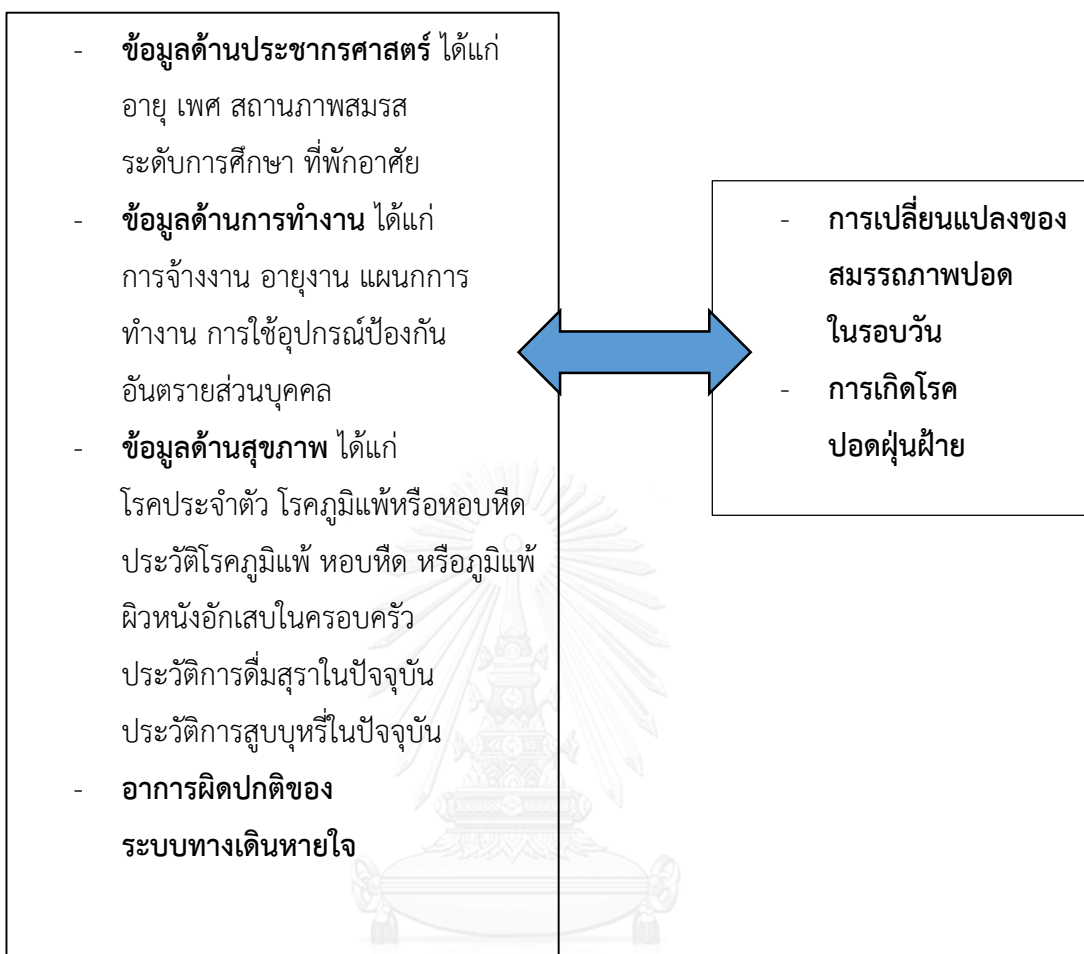 - ข้อมูลด้านประชากรศาสตร์ ได้แก่
อายุ เพศ สถานภาพสมรส
ระดับการศึกษา ที่พักอาศัย
- ข้อมูลด้านการทำงาน ได้แก่
การจ้างงาน อายุงาน แผนกการ
ทำงาน การใช้อุปกรณ์ป้องกัน
อันตรายส่วนบุคคล
- ข้อมูลด้านสุขภาพ ได้แก่
โรคประจำตัว โรคภูมิแพ้หรือหอบหืด
ประวัติโรคภูมิแพ้ หอบหืด หรือภูมิแพ้
ผิวหนังอักเสบในครอบครัว
ประวัติการดื่มสุราในปัจจุบัน
ประวัติการสูบบุหรี่ในปัจจุบัน
- อาการผิดปกติของ
ระบบทางเดินหายใจ
- การเปลี่ยนแปลงของ
สมรรถภาพปอด
ในรอบวัน
- การเกิดโรค
ปอดฝุ่นฝ้าย